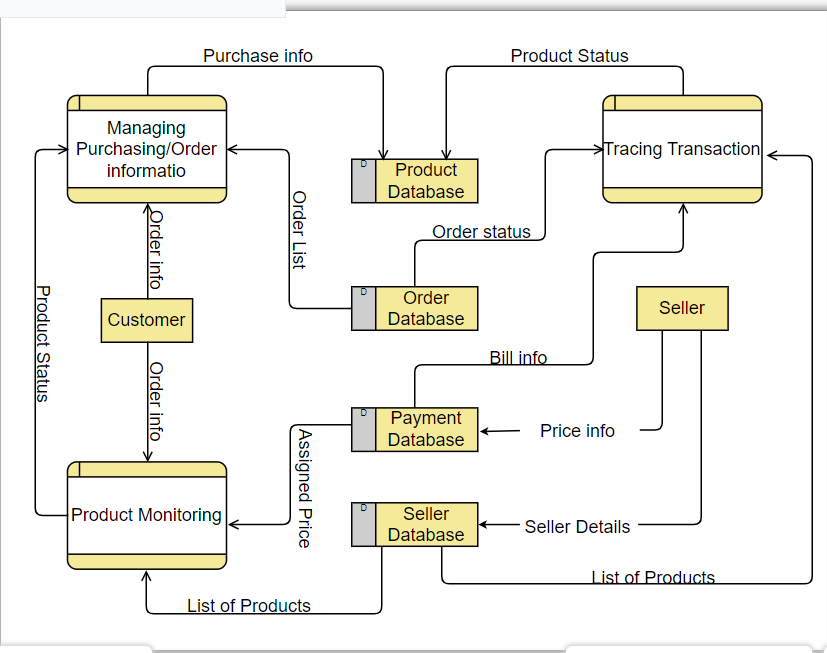 Purchase info
Product Status
Managing
Purchasing/Order
informatio
D
Product
Database
Tracing Transaction
Order info
Order List
Order status
Product Status
Customer
D
Order
Database
Seller
Order info
Bill info
D
Payment
Database
Price info
Assigned Price
Product Monitoring
D
Seller
Database
Seller Details
List of Products
List of Products